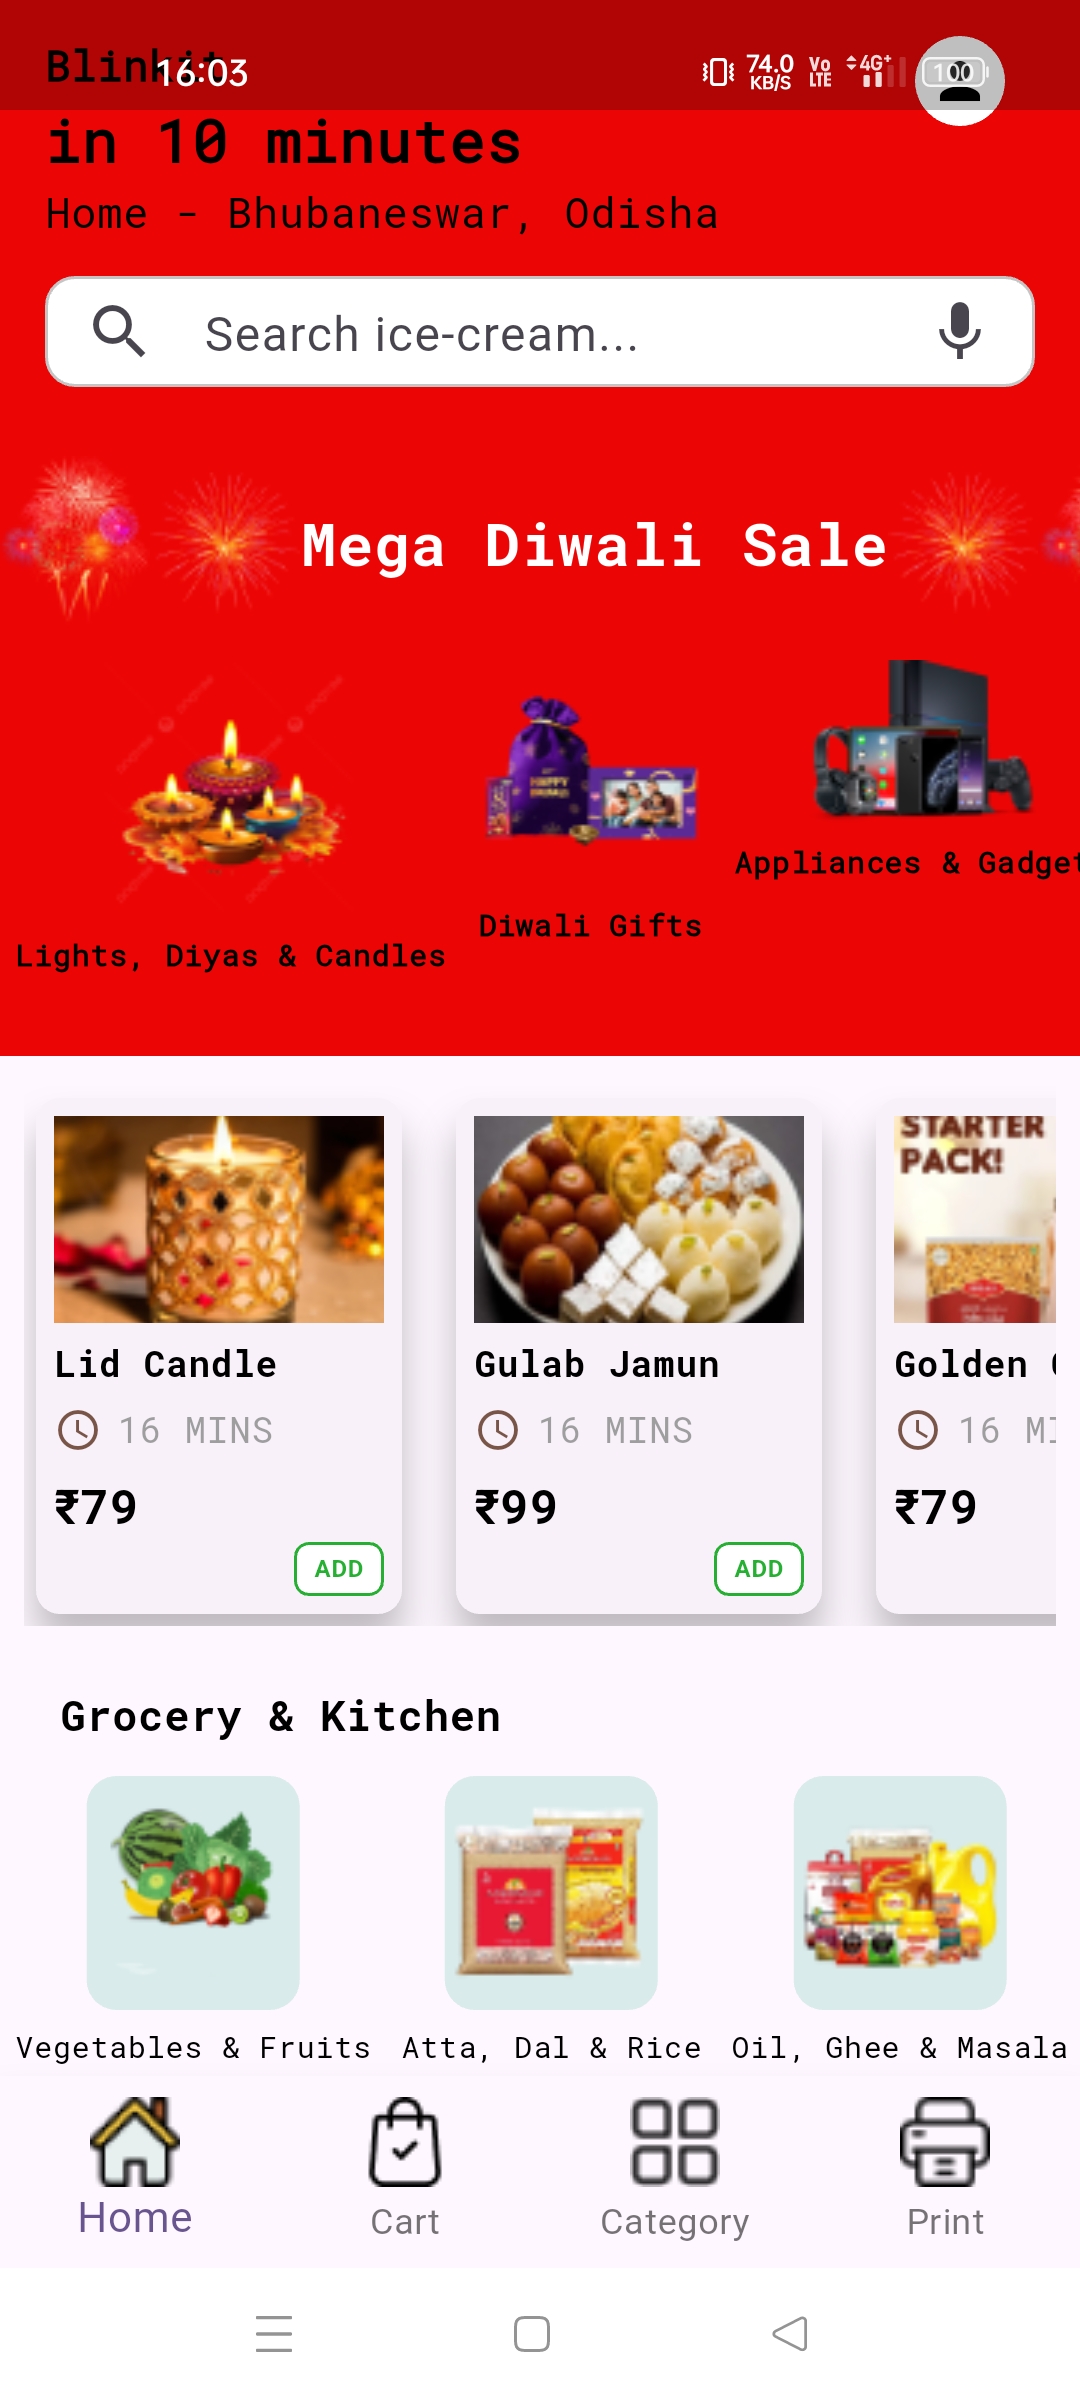 Blinkit
16:03
74.0
KB/S
Vo
LTE
4G+
100
in 10 minutes
Home - Bhubaneswar, Odisha
Search ice-cream...
Mega Diwali Sale
HAPPY
Appliances & Gadget
Diwali Gifts
Lights, Diyas & Candles
STARTER
PACK!
Lid Candle
Gulab Jamun
Golden
16 MINS
16 MINS
16 MI
₹79
₹99
₹79
ADD
ADD
Grocery & Kitchen
Vegetables & Fruits
Atta, Dal & Rice
Oil, Ghee & Masala
Home
Cart
Category
Print